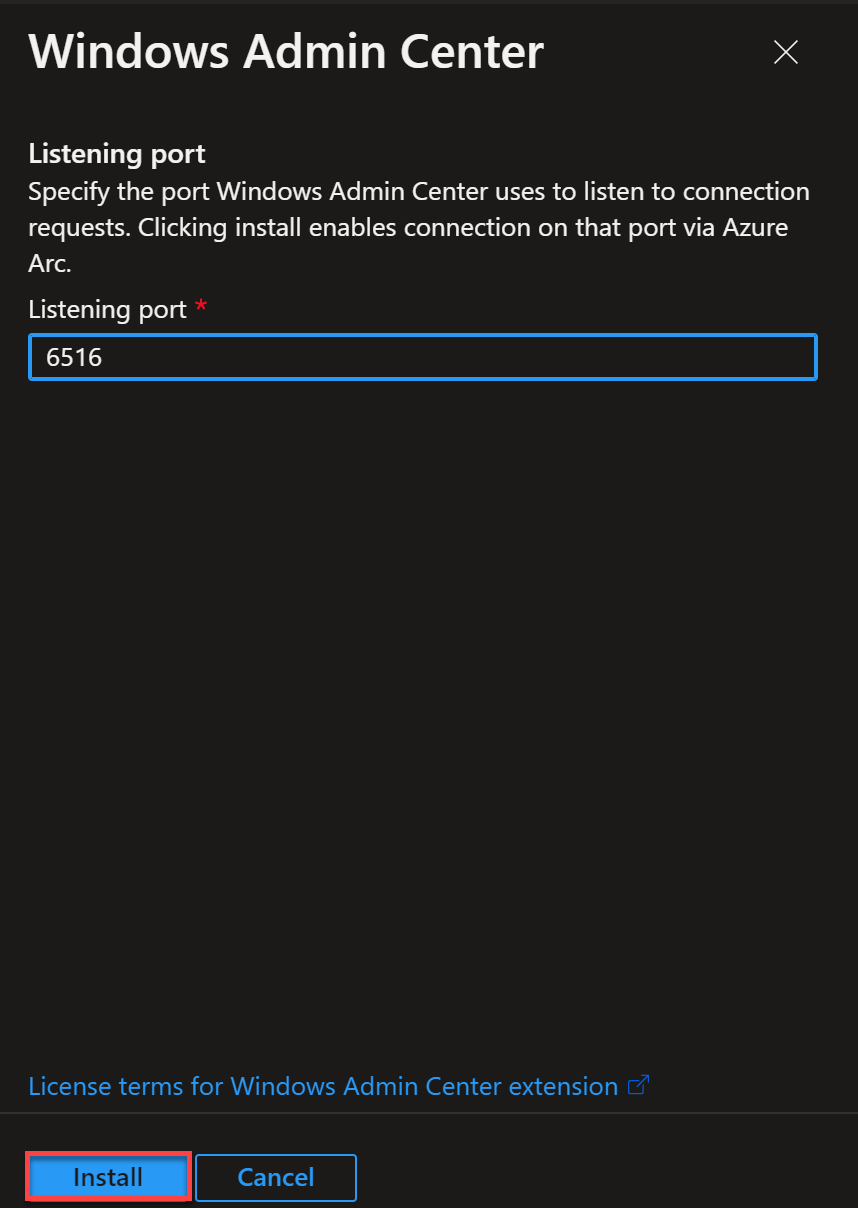 Windows Admin Center
Listening port
Specify the port Windows Admin Center uses to listen to connection
requests. Clicking install enables connection on that port via Azure
Arc.
Listening port *
6516
License terms for Windows Admin Center extension
Install
Cancel